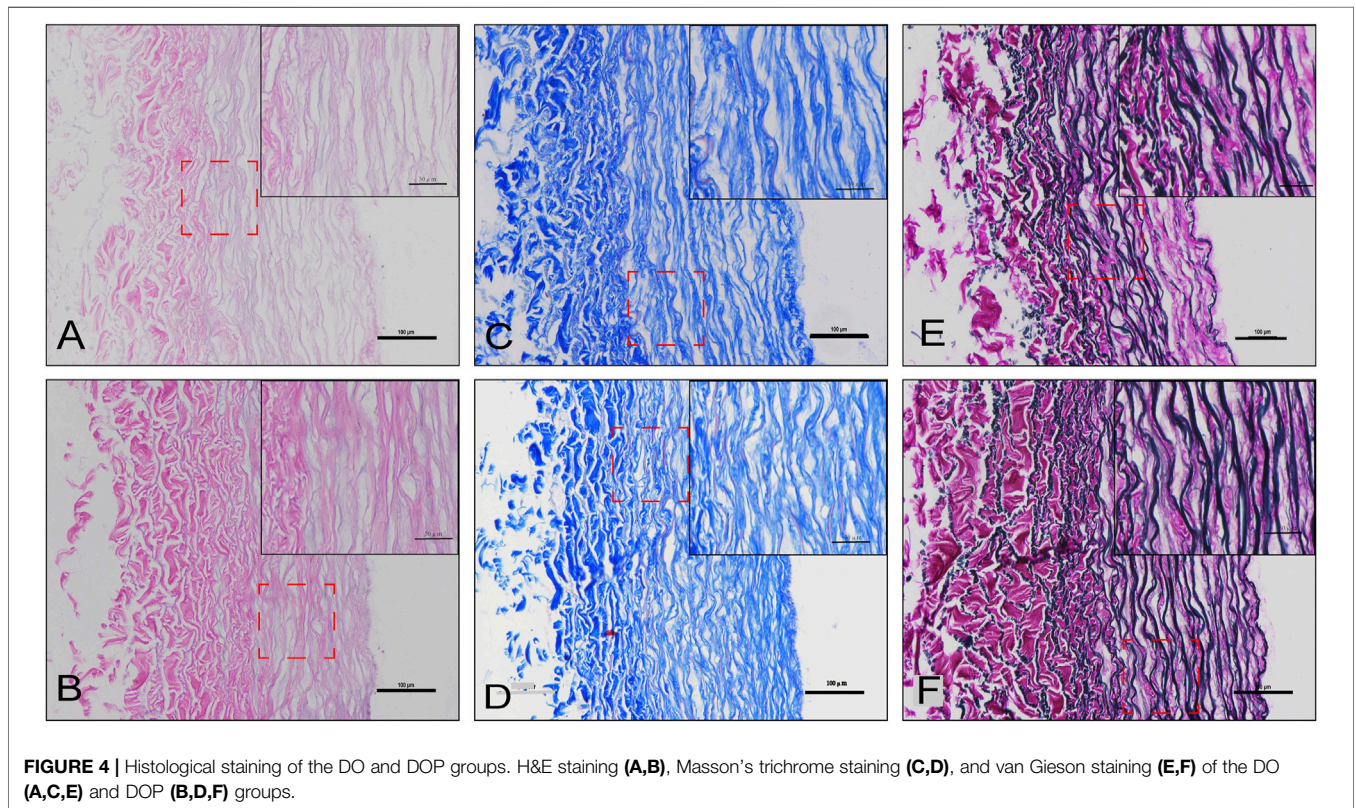 50 μm
A
100 μm
C
100 μm
E
100 μm
50 μm
B
100 μm
D
100 μm
F
FIGURE 4 | Histological staining of the DO and DOP groups. H&E staining (A,B), Masson's trichrome staining (C,D), and van Gieson staining (E,F) of the DO
(A,C,E) and DOP (B,D,F) groups.